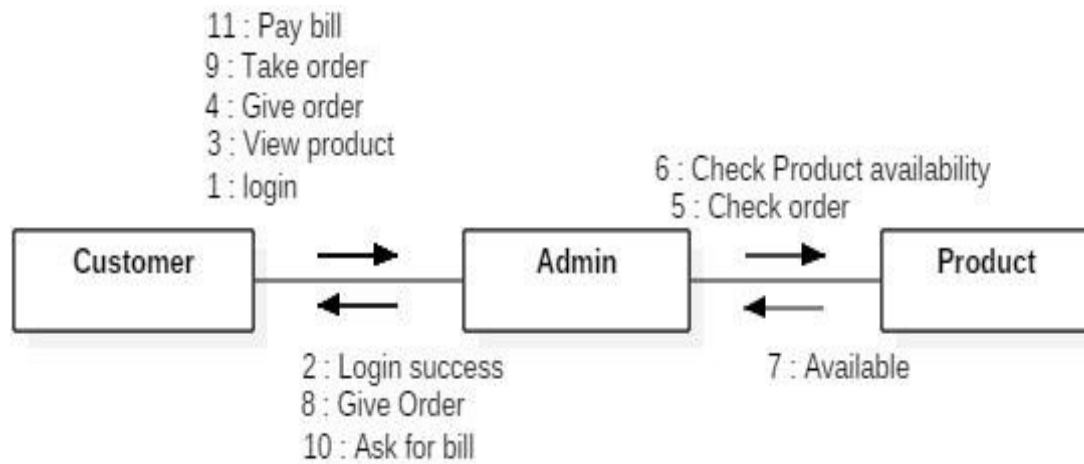 11 : Pay bill
9 : Take order
4 : Give order
3 : View product
1 : login
6 : Check Product availability
5 : Check order
Customer
Admin
Product
2 : Login success
8 : Give Order
10 : Ask for bill
7 : Available